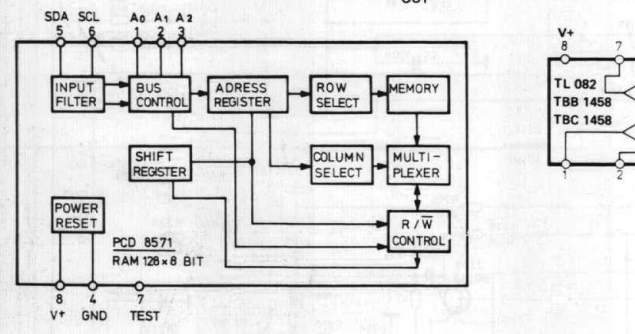 SDA SCL A0 A1 A2
5 6 1 2 3
INPUT
FILTER
BUS
CONTROL
ADRESS
REGISTER
ROW
SELECT
MEMORY
SHIFT
REGISTER
COLUMN
SELECT
MULTI-
PLEXER
POWER
RESET
R/W̅
CONTROL
PCD 8571
RAM 128×8 BIT
8 4 7
V+ GND TEST
V+
8 7
TL 082
TBB 1458
TBC 1458
1 2